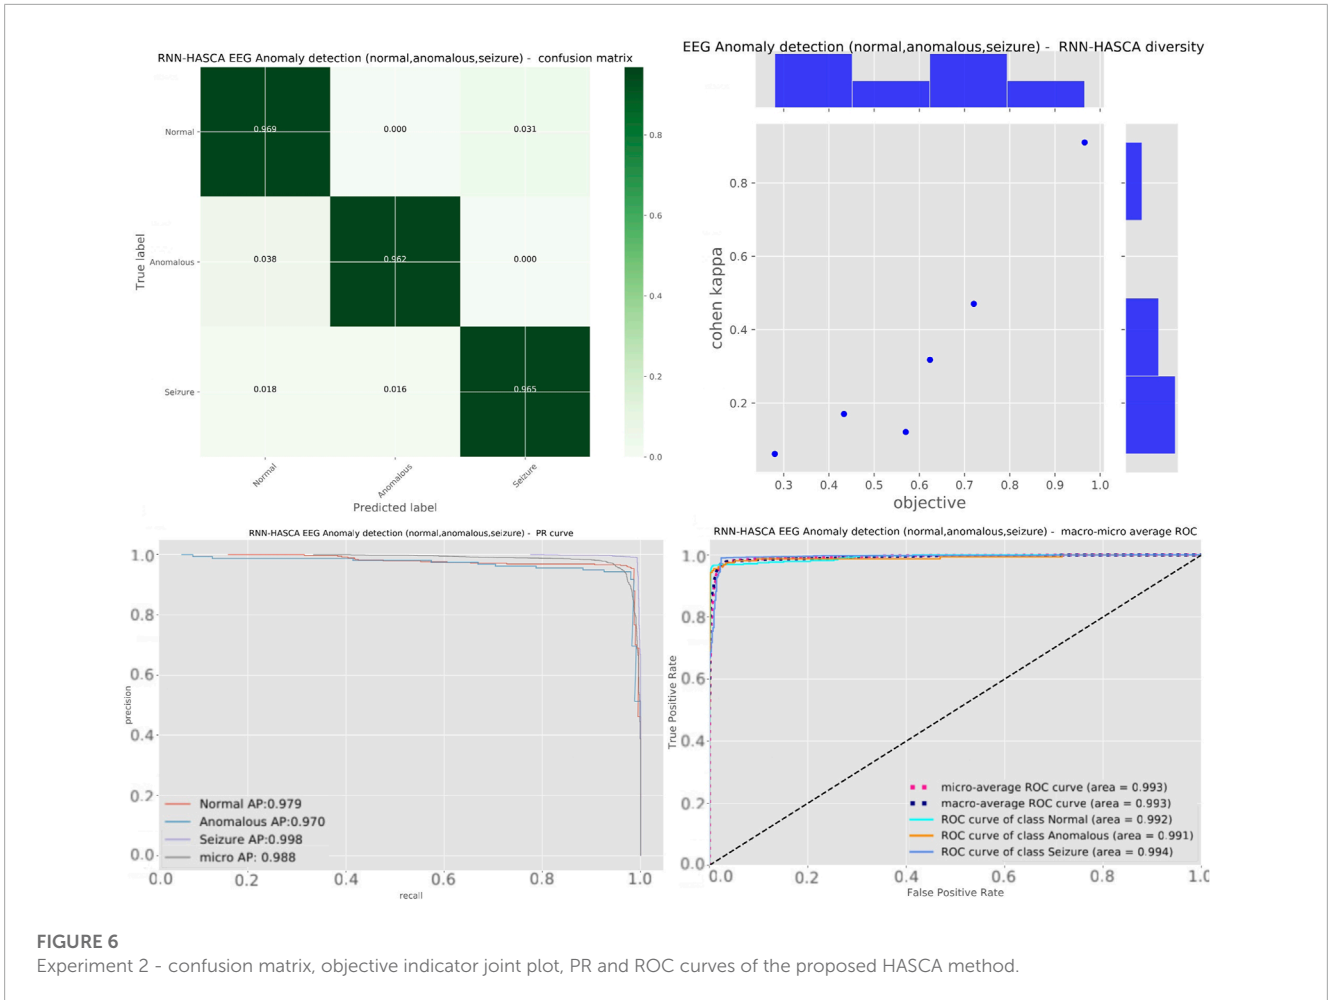 RNN-HASCA EEG Anomaly detection (normal,anomalous,seizure) - confusion matrix
True label
Normal
0.969
0.000
0.031
Anomalous
0.038
0.962
0.000
Seizure
0.018
0.016
0.965
Normal
Anomalous
Seizure
Predicted label
0.8
0.6
0.4
0.2
0.0
EEG Anomaly detection (normal,anomalous,seizure) - RNN-HASCA diversity
cohen kappa
0.8
0.6
0.4
0.2
0.3 0.4 0.5 0.6 0.7 0.8 0.9 1.0
objective
RNN-HASCA EEG Anomaly detection (normal,anomalous,seizure) - PR curve
precision
1.0
0.8
0.6
0.4
0.2
0.0
Normal AP:0.979
Anomalous AP:0.970
Seizure AP:0.998
micro AP: 0.988
0.0 0.2 0.4 0.6 0.8 1.0
recall
RNN-HASCA EEG Anomaly detection (normal,anomalous,seizure) - macro-micro average ROC
True Positive Rate
1.0
0.8
0.6
0.4
0.2
0.0
micro-average ROC curve (area = 0.993)
macro-average ROC curve (area = 0.993)
ROC curve of class Normal (area = 0.992)
ROC curve of class Anomalous (area = 0.991)
ROC curve of class Seizure (area = 0.994)
0.0 0.2 0.4 0.6 0.8 1.0
False Positive Rate
FIGURE 6
Experiment 2 - confusion matrix, objective indicator joint plot, PR and ROC curves of the proposed HASCA method.